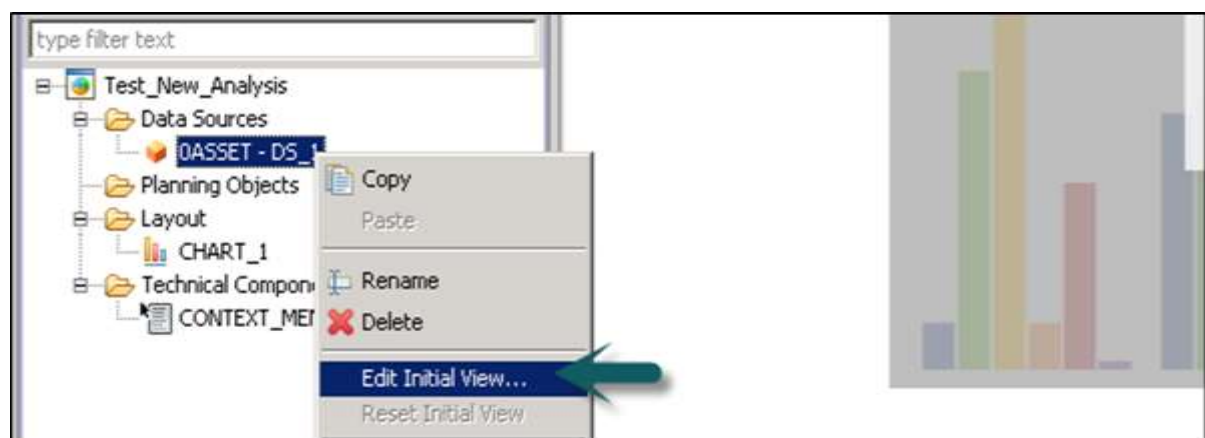 type filter text
Test_New_Analysis
Data Sources
0ASSET - DS_1
Planning Objects
Layout
CHART_1
Technical
Copy
Paste
Rename
Delete
Edit Initial View...
Reset Initial View